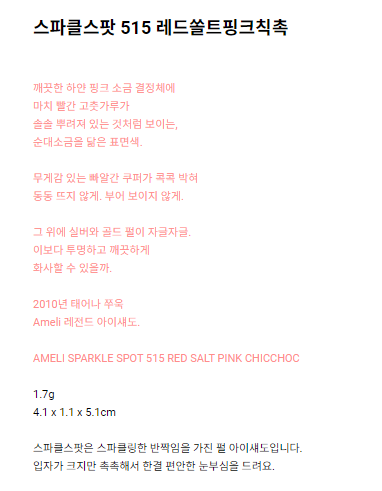 스파클스팟 515 레드쏠트핑크칙촉
깨끗한 하얀 핑크 소금 결정체에
마치 빨간 고춧가루가
솔솔 뿌려져 있는 것처럼 보이는,
순대소금을 닮은 표면색.
무게감 있는 빠알간 쿠퍼가 콕콕 박혀
동동 뜨지 않게. 부어 보이지 않게.
그 위에 실버와 골드 펄이 자글자글.
이보다 투명하고 깨끗하게
화사할 수 있을까.
2010년 태어나 쭈욱
Ameli 레전드 아이섀도.
AMELI SPARKLE SPOT 515 RED SALT PINK CHICCHOC
1.7g
4.1 x 1.1 x 5.1cm
스파클스팟은 스파클링한 반짝임을 가진 펄 아이섀도입니다.
입자가 크지만 촉촉해서 한결 편안한 눈부심을 드려요.